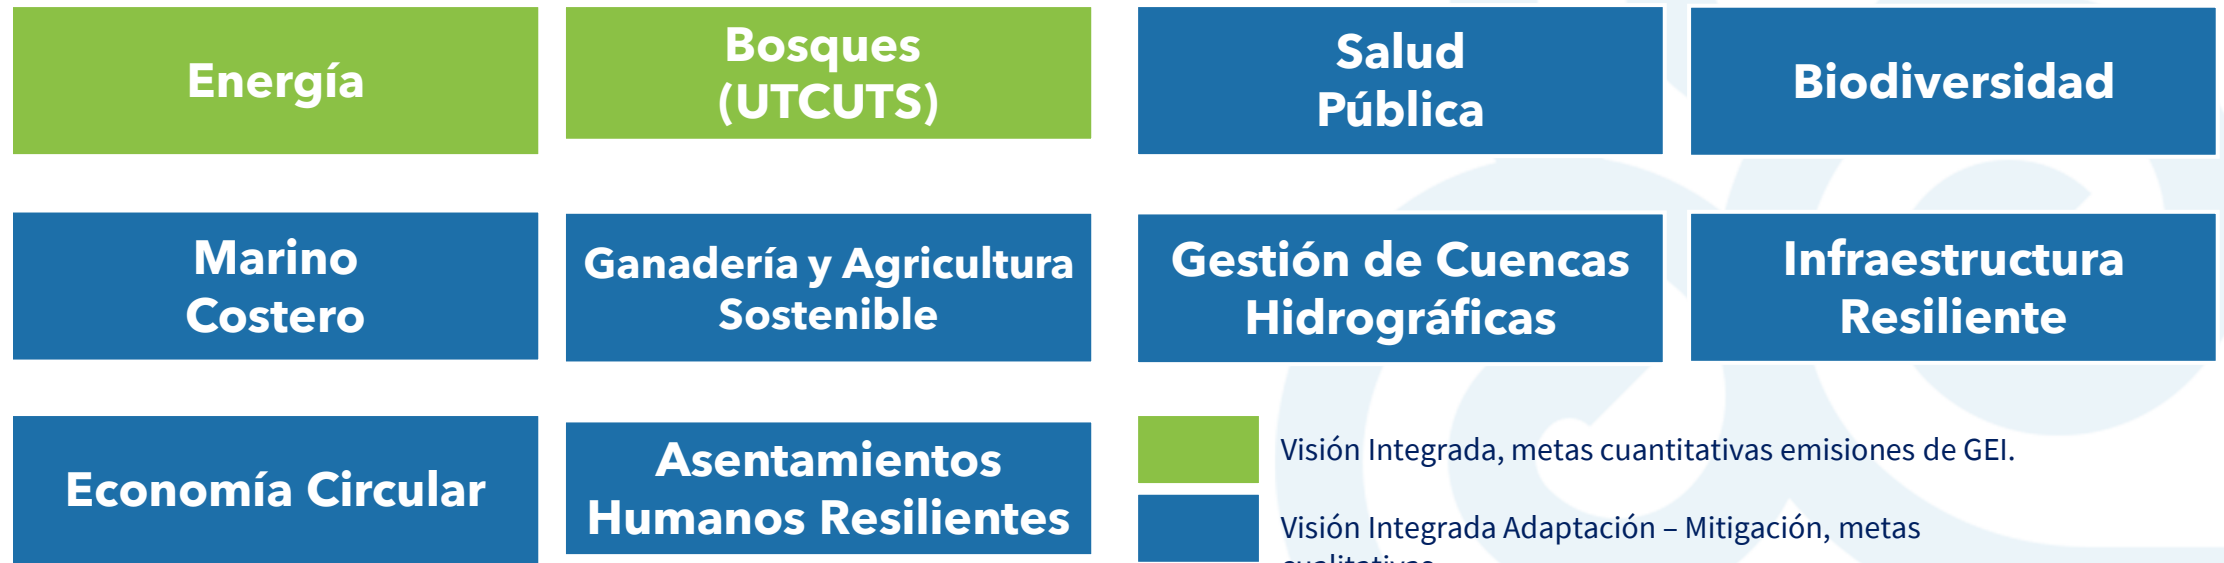 Energía
Bosques
(UTCUTS)
Salud
Pública
Biodiversidad
Marino
Costero
Ganadería y Agricultura
Sostenible
Gestión de Cuencas
Hidrográficas
Infraestructura
Resiliente
Economía Circular
Asentamientos
Humanos Resilientes
Visión Integrada, metas cuantitativas emisiones de GEI.
Visión Integrada Adaptación – Mitigación, metas